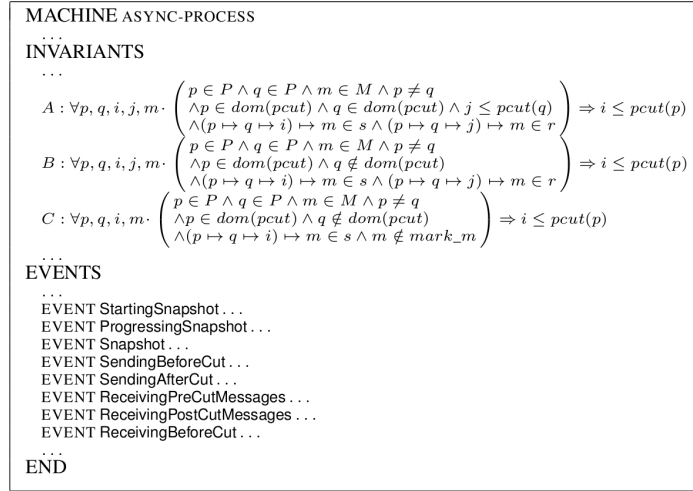 MACHINE ASYNC-PROCESS
. . .
INVARIANTS
. . .
A : ∀p, q, i, j, m· ( p ∈ P ∧ q ∈ P ∧ m ∈ M ∧ p ≠ q
∧p ∈ dom(pcut) ∧ q ∈ dom(pcut) ∧ j ≤ pcut(q)
∧(p ↦ q ↦ i) ↦ m ∈ s ∧ (p ↦ q ↦ j) ↦ m ∈ r ) ⇒ i ≤ pcut(p)
B : ∀p, q, i, j, m· ( p ∈ P ∧ q ∈ P ∧ m ∈ M ∧ p ≠ q
∧p ∈ dom(pcut) ∧ q ∉ dom(pcut)
∧(p ↦ q ↦ i) ↦ m ∈ s ∧ (p ↦ q ↦ j) ↦ m ∈ r ) ⇒ i ≤ pcut(p)
C : ∀p, q, i, m· ( p ∈ P ∧ q ∈ P ∧ m ∈ M ∧ p ≠ q
∧p ∈ dom(pcut) ∧ q ∉ dom(pcut)
∧(p ↦ q ↦ i) ↦ m ∈ s ∧ m ∉ mark_m ) ⇒ i ≤ pcut(p)
. . .
EVENTS
. . .
EVENT StartingSnapshot . . .
EVENT ProgressingSnapshot . . .
EVENT Snapshot . . .
EVENT SendingBeforeCut . . .
EVENT SendingAfterCut . . .
EVENT ReceivingPreCutMessages . . .
EVENT ReceivingPostCutMessages . . .
EVENT ReceivingBeforeCut . . .
. . .
END